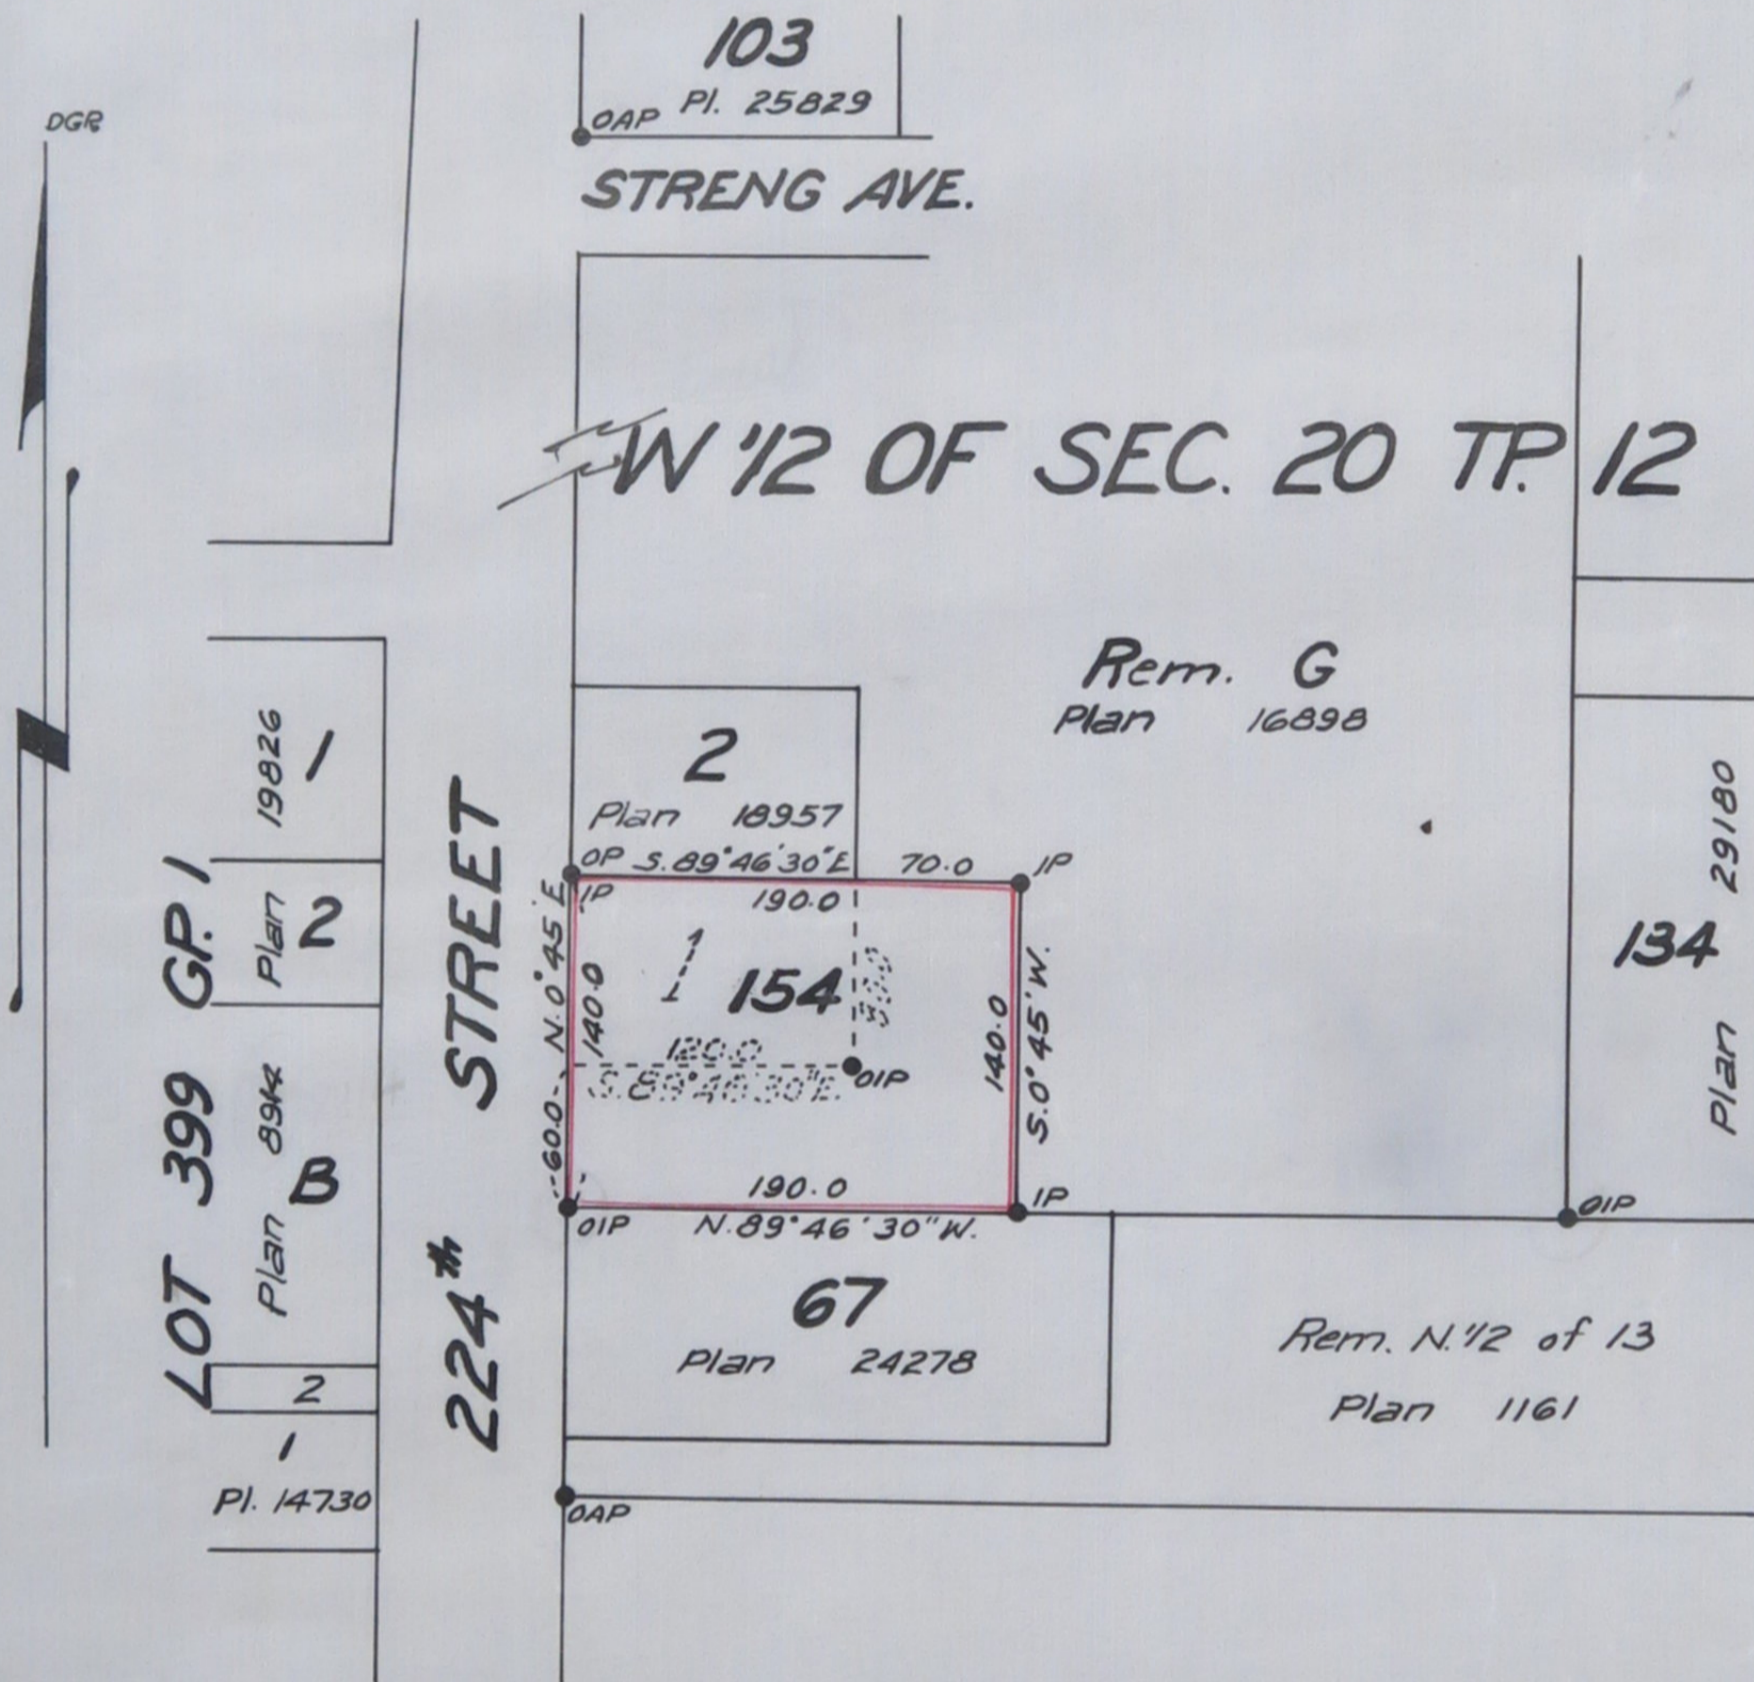 103
Pl. 25829
OAP
DGR
STRENG AVE.
W 1/2 OF SEC. 20 TP. 12
Rem. G
Plan 16898
19826
1
2
Plan 18957
OP S. 89° 46' 30" E 70.0 IP
IP 190.0
Plan
2
29180
134
Plan
N. 0° 45' E
140.0
1
154
140.0
S. 0° 45' W.
120.0
S. 89° 46' 30" E.
OIP
60.0
190.0
IP
OIP
OIP
N. 89° 46' 30" W.
Plan
B
LOT 399 GP. 1
224th STREET
67
Plan 24278
Rem. N. 1/2 of 13
Plan 1161
2
1
Pl. 14730
OAP